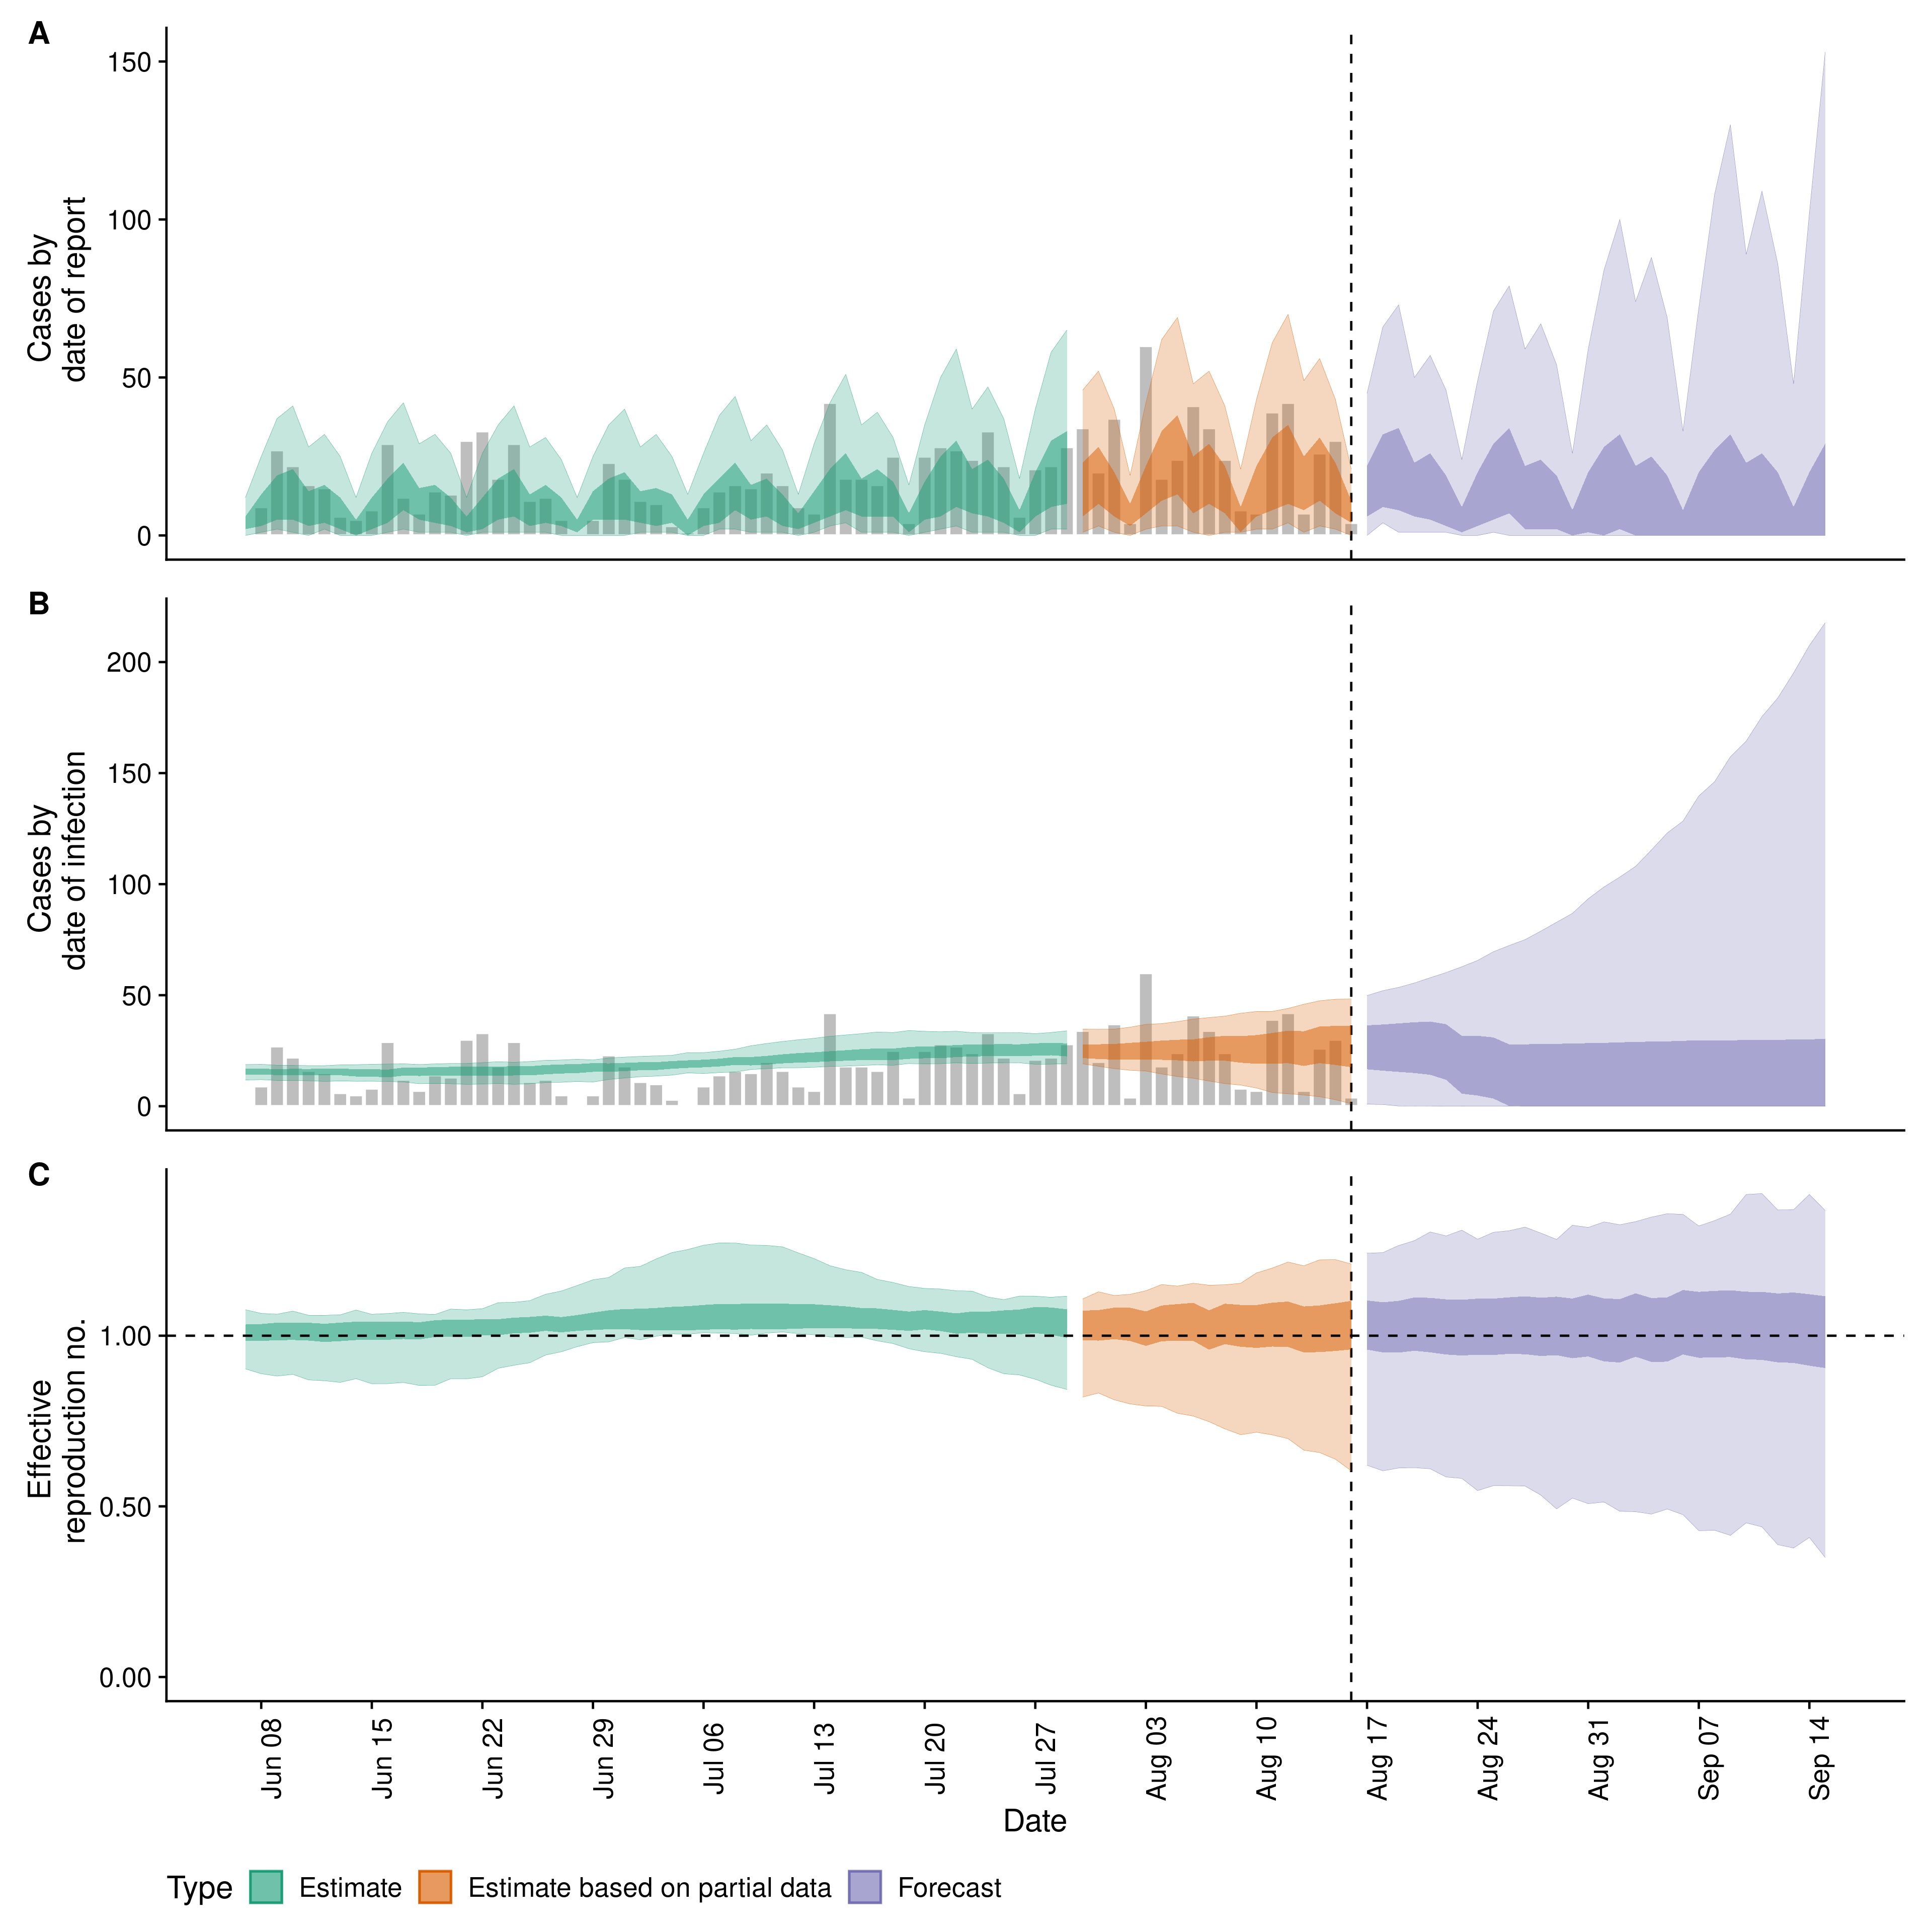 A
Cases by
date of report
150
100
50
0
B
Cases by
date of infection
200
150
100
50
0
C
Effective
reproduction no.
1.00
0.50
0.00
Jun 08
Jun 15
Jun 22
Jun 29
Jul 06
Jul 13
Jul 20
Jul 27
Aug 03
Aug 10
Aug 17
Aug 24
Aug 31
Sep 07
Sep 14
Date
Type Estimate Estimate based on partial data Forecast